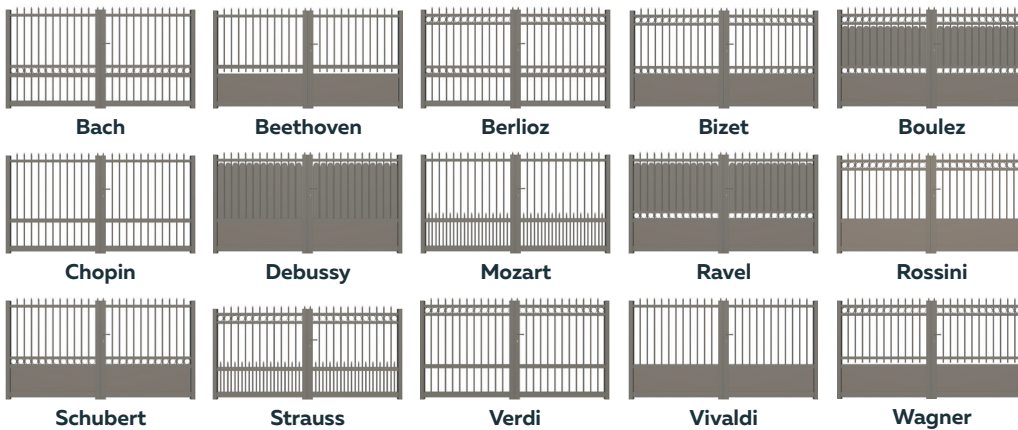 Bach
Beethoven
Berlioz
Bizet
Boulez
Chopin
Debussy
Mozart
Ravel
Rossini
Schubert
Strauss
Verdi
Vivaldi
Wagner